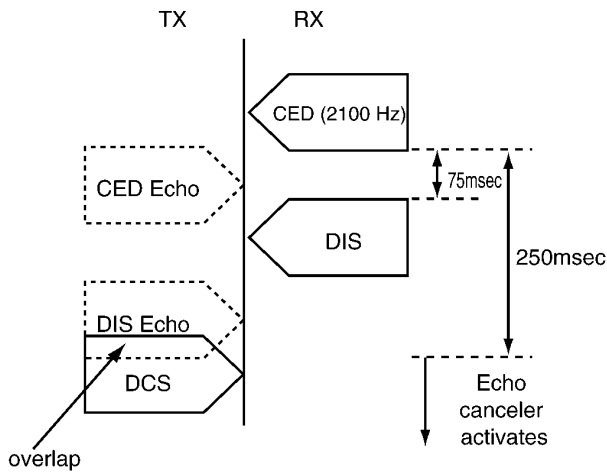 TX
RX
CED (2100 Hz)
CED Echo
75msec
DIS
250msec
DIS Echo
DCS
Echo
canceler
activates
overlap